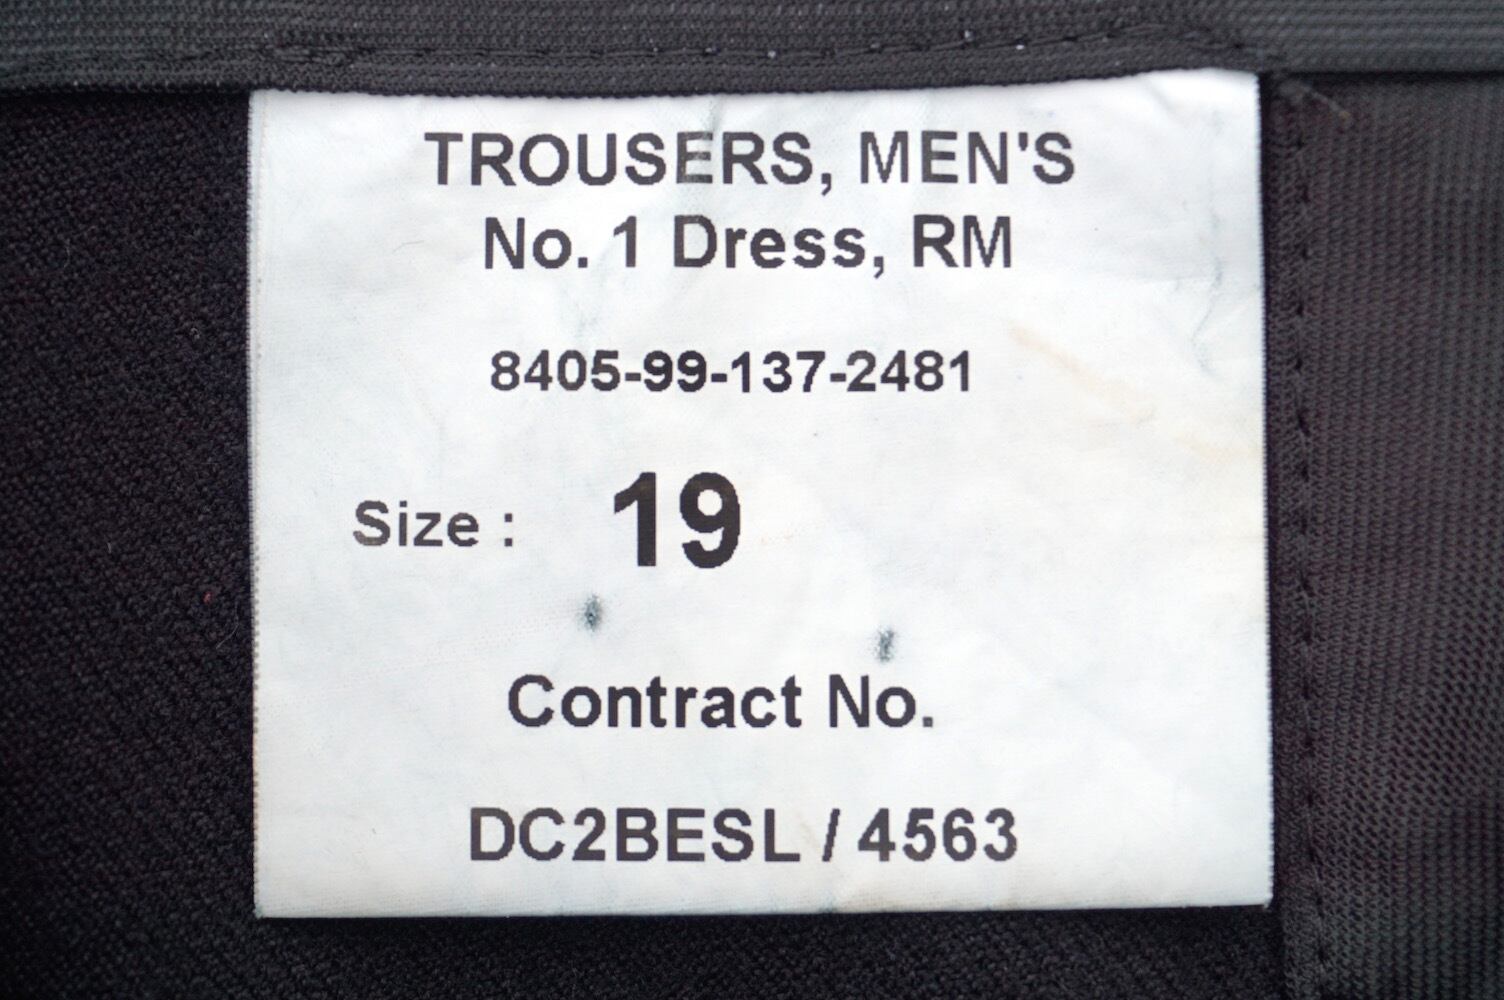 TROUSERS, MEN'S
No. 1 Dress, RM
8405-99-137-2481
Size : 19
Contract No.
DC2BESL / 4563